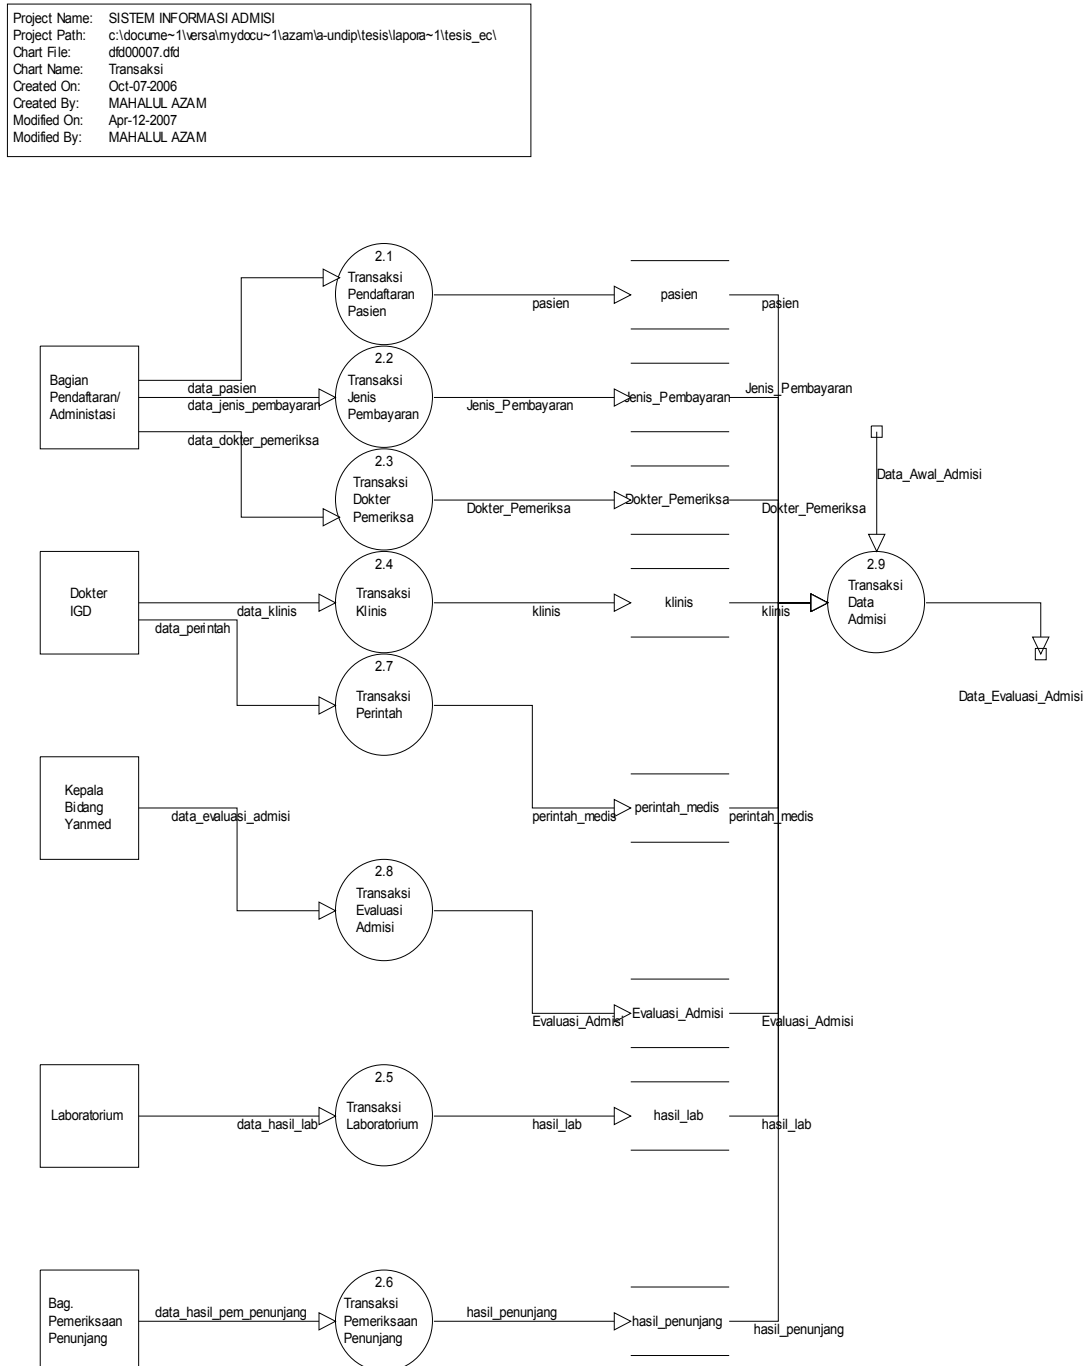 Project Name: SISTEM INFORMASI ADMISI
Project Path: c:\docume~1\versa\mydocu~1\azam\a-undip\tesis\lapora~1\tesis_ec\
Chart File: dfd00007.dfd
Chart Name: Transaksi
Created On: Oct-07-2006
Created By: MAHALUL AZAM
Modified On: Apr-12-2007
Modified By: MAHALUL AZAM
2.1
Transaksi
Pendaftaran
Pasien
pasien
pasien
pasien
Bagian
Pendaftaran/
Administasi
data_pasien
data_jenis_pembayaran
data_dokter_pemeriksa
2.2
Transaksi
Jenis
Pembayaran
Jenis_Pembayaran
Jenis_Pembayaran
Jenis_Pembayaran
2.3
Transaksi
Dokter
Pemeriksa
Dokter_Pemeriksa
Dokter_Pemeriksa
Dokter_Pemeriksa
Data_Awal_Admisi
Dokter
IGD
data_klinis
data_perintah
2.4
Transaksi
Klinis
klinis
klinis
klinis
2.9
Transaksi
Data
Admisi
Data_Evaluasi_Admisi
2.7
Transaksi
Perintah
perintah_medis
perintah_medis
perintah_medis
Kepala
Bidang
Yanmed
data_evaluasi_admisi
2.8
Transaksi
Evaluasi
Admisi
Evaluasi_Admisi
Evaluasi_Admisi
Evaluasi_Admisi
Laboratorium
data_hasil_lab
2.5
Transaksi
Laboratorium
hasil_lab
hasil_lab
hasil_lab
Bag.
Pemeriksaan
Penunjang
data_hasil_pem_penunjang
2.6
Transaksi
Pemeriksaan
Penunjang
hasil_penunjang
hasil_penunjang
hasil_penunjang